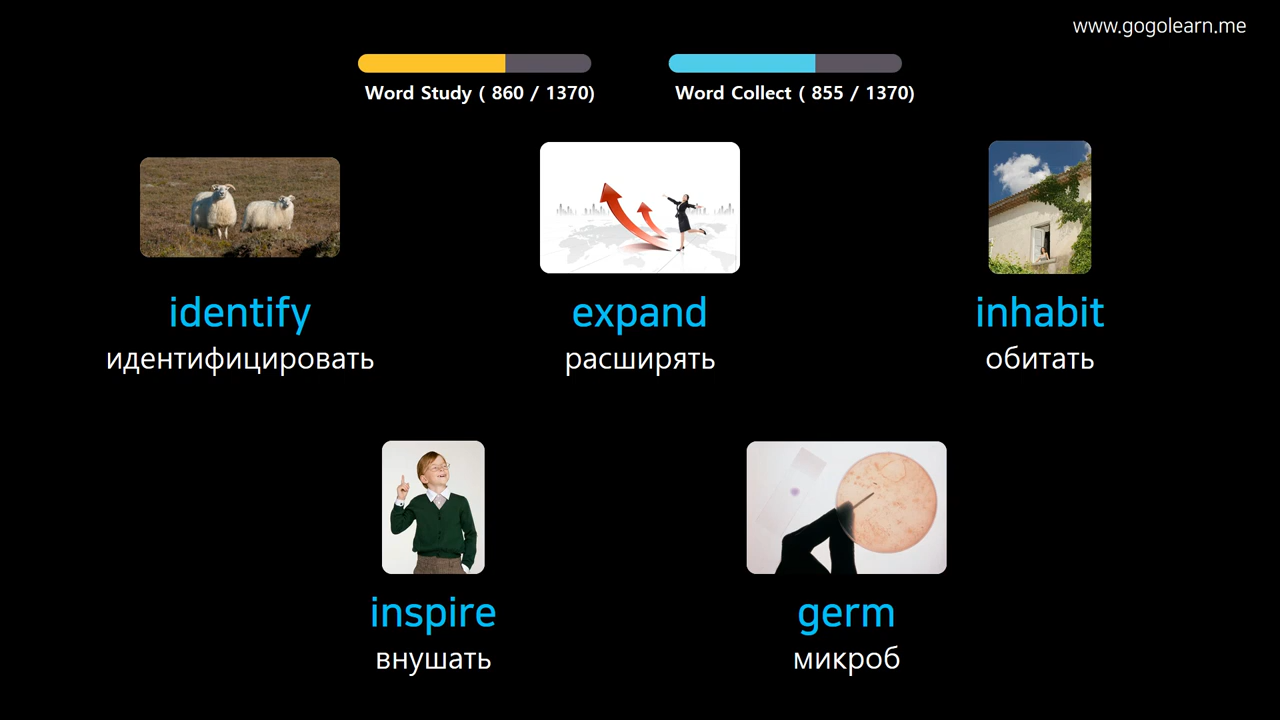 www.gogolearn.me
Word Study ( 860 / 1370)
Word Collect ( 855 / 1370)
identify
идентифицировать
expand
расширять
inhabit
обитать
inspire
внушать
germ
микроб